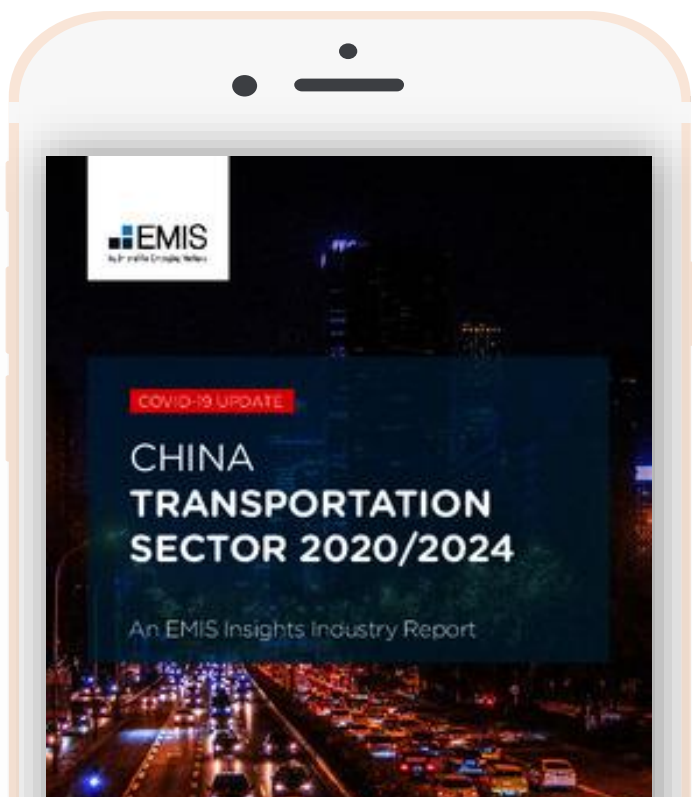 EMIS
COVID-19 UPDATE
CHINA
TRANSPORTATION
SECTOR 2020/2024
An EMIS Insights Industry Report